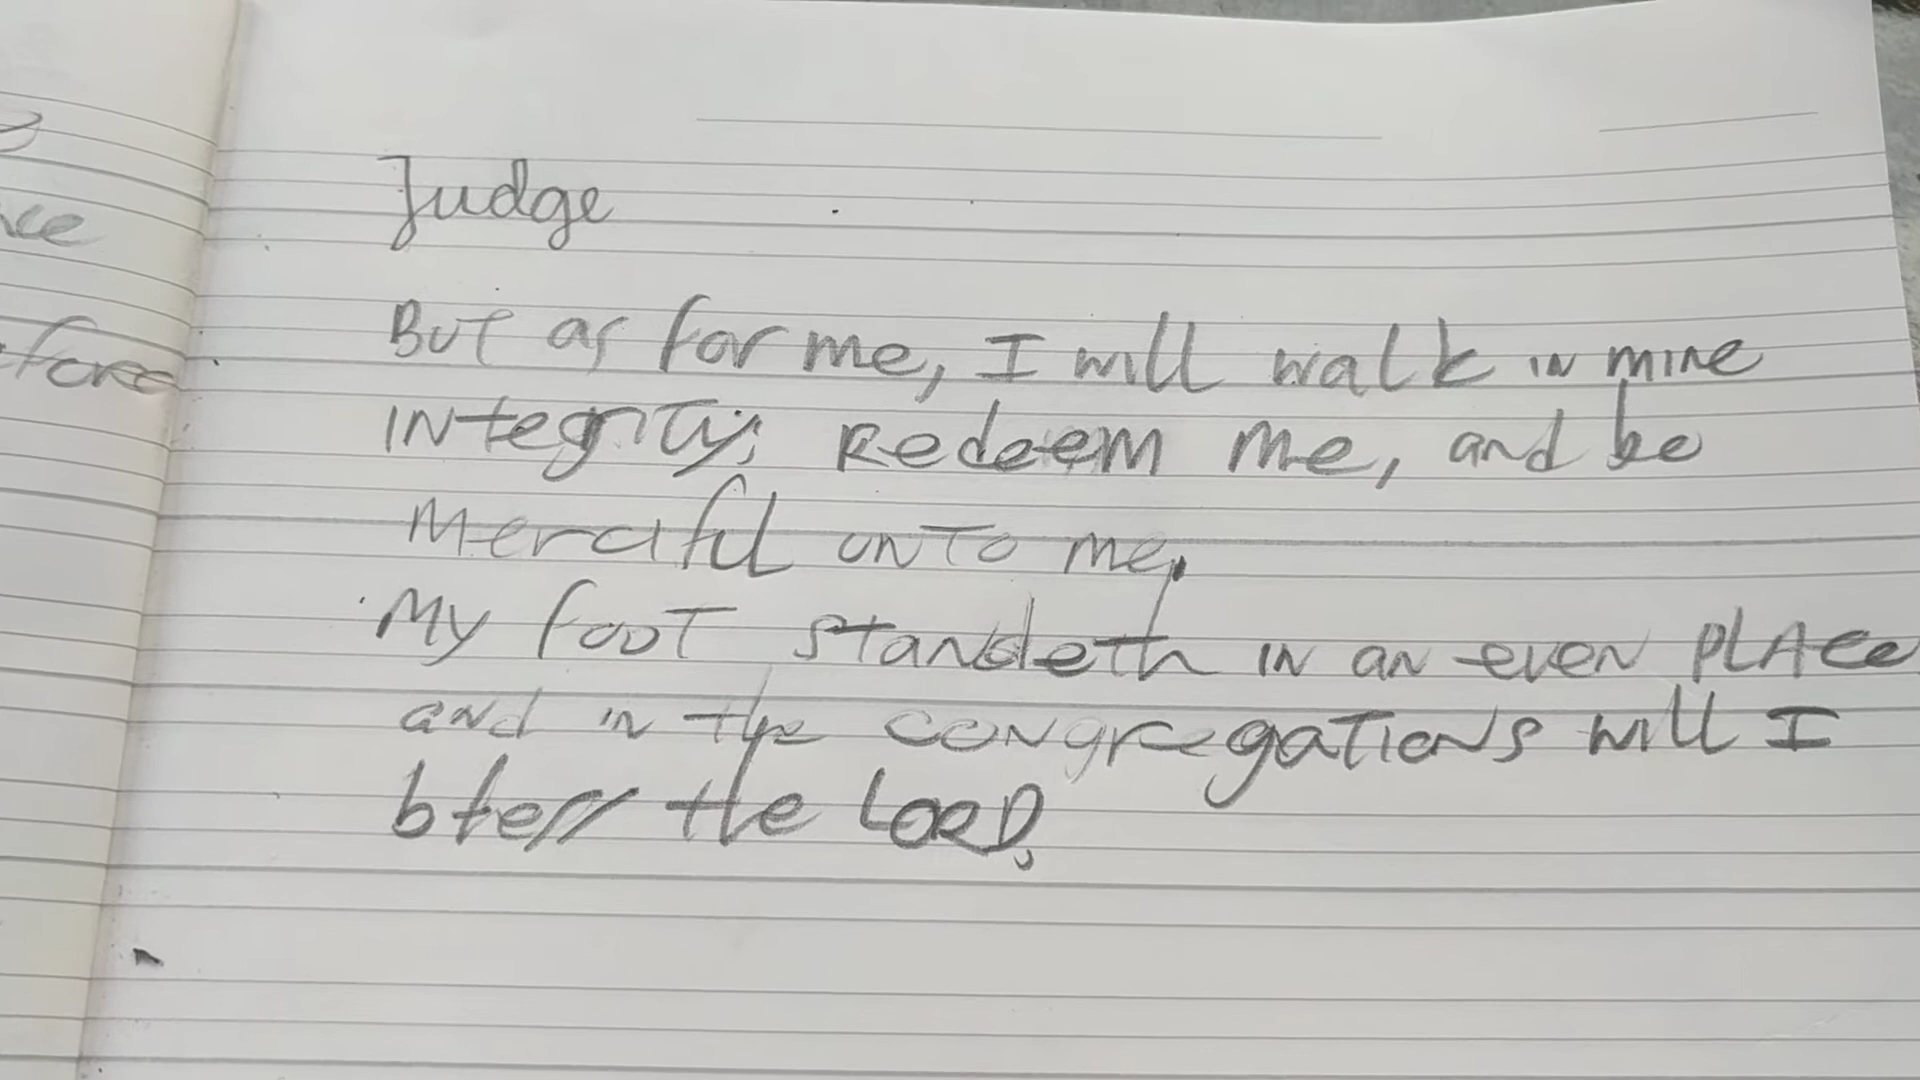 Judge
But as for me, I will walk in mine
integrity; Redeem me, and be
merciful unto me.
My foot standeth in an even PLAce
and in the congregations will I
bless the LORD.